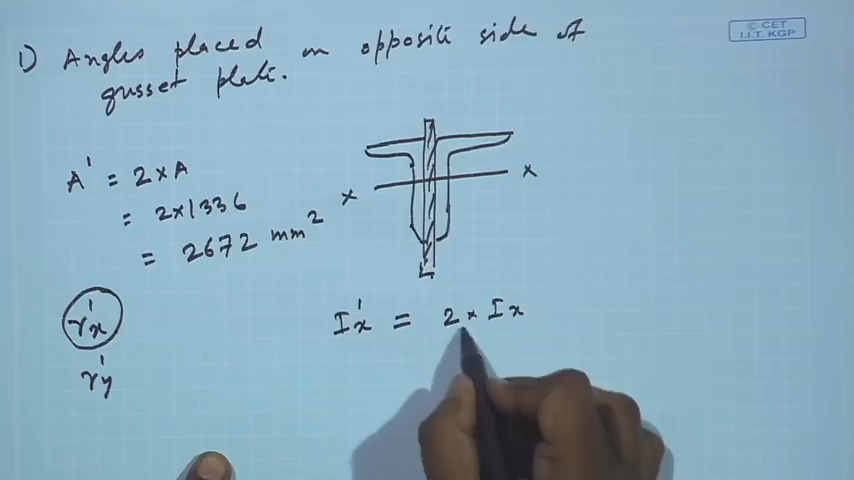 1) Angles placed on opposite side of
gusset plate.
© CET
I.I.T. KGP
A' = 2×A
= 2×1336
= 2672 mm²
x x
r'x
r'y
I'x = 2 × Ix